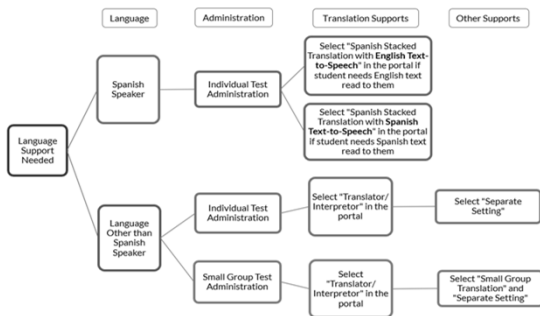 Language
Administration
Translation Supports
Other Supports
Language
Support
Needed
Spanish
Speaker
Individual Test
Administration
Select "Spanish Stacked
Translation with English Text-
to-Speech" in the portal if
student needs English text
read to them
Select "Spanish Stacked
Translation with Spanish
Text-to-Speech" in the portal
if student needs Spanish text
read to them
Language
Other than
Spanish
Speaker
Individual Test
Administration
Select "Translator/
Interpretor" in the
portal
Select "Separate
Setting"
Small Group Test
Administration
Select
"Translator/
Interpretor" in the
portal
Select "Small Group
Translation" and
"Separate Setting"